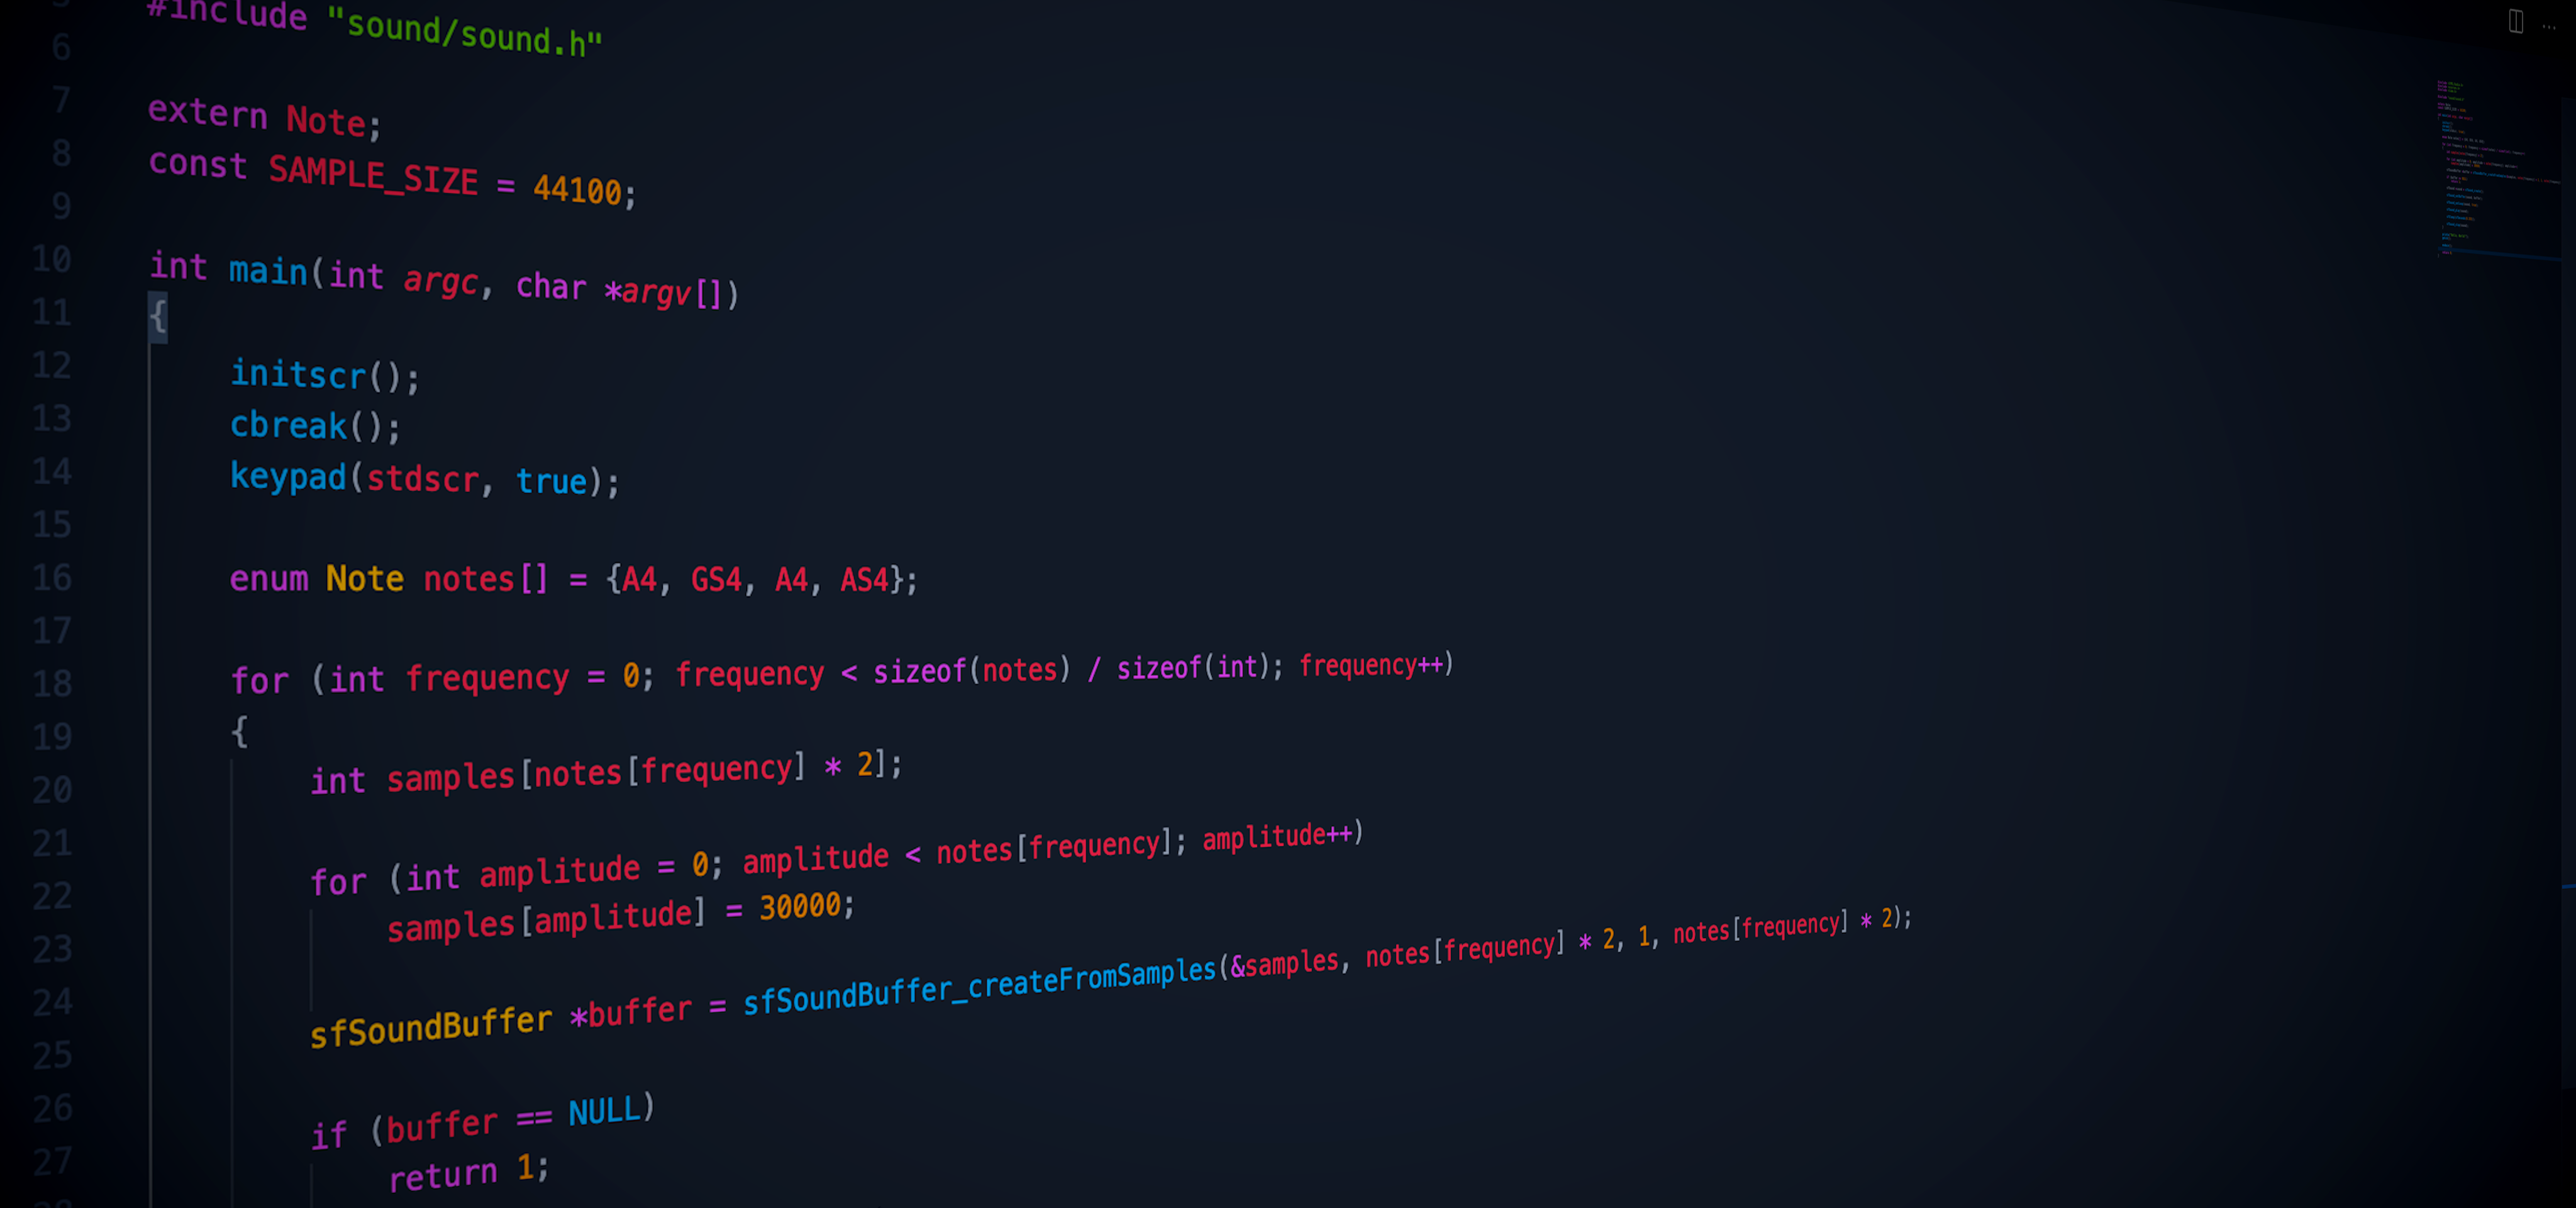 #include "sound/sound.h"
6
7 extern Note;
8 const SAMPLE_SIZE = 44100;
9
10 int main(int argc, char *argv[])
11 {
12 initscr();
13 cbreak();
14 keypad(stdscr, true);
15
16 enum Note notes[] = {A4, GS4, A4, AS4};
17
18 for (int frequency = 0; frequency < sizeof(notes) / sizeof(int); frequency++)
19 {
20 int samples[notes[frequency] * 2];
21
22 for (int amplitude = 0; amplitude < notes[frequency]; amplitude++)
23 samples[amplitude] = 30000;
24
25 sfSoundBuffer *buffer = sfSoundBuffer_createFromSamples(&samples, notes[frequency] * 2, 1, notes[frequency] * 2);
26
27 if (buffer == NULL)
return 1;